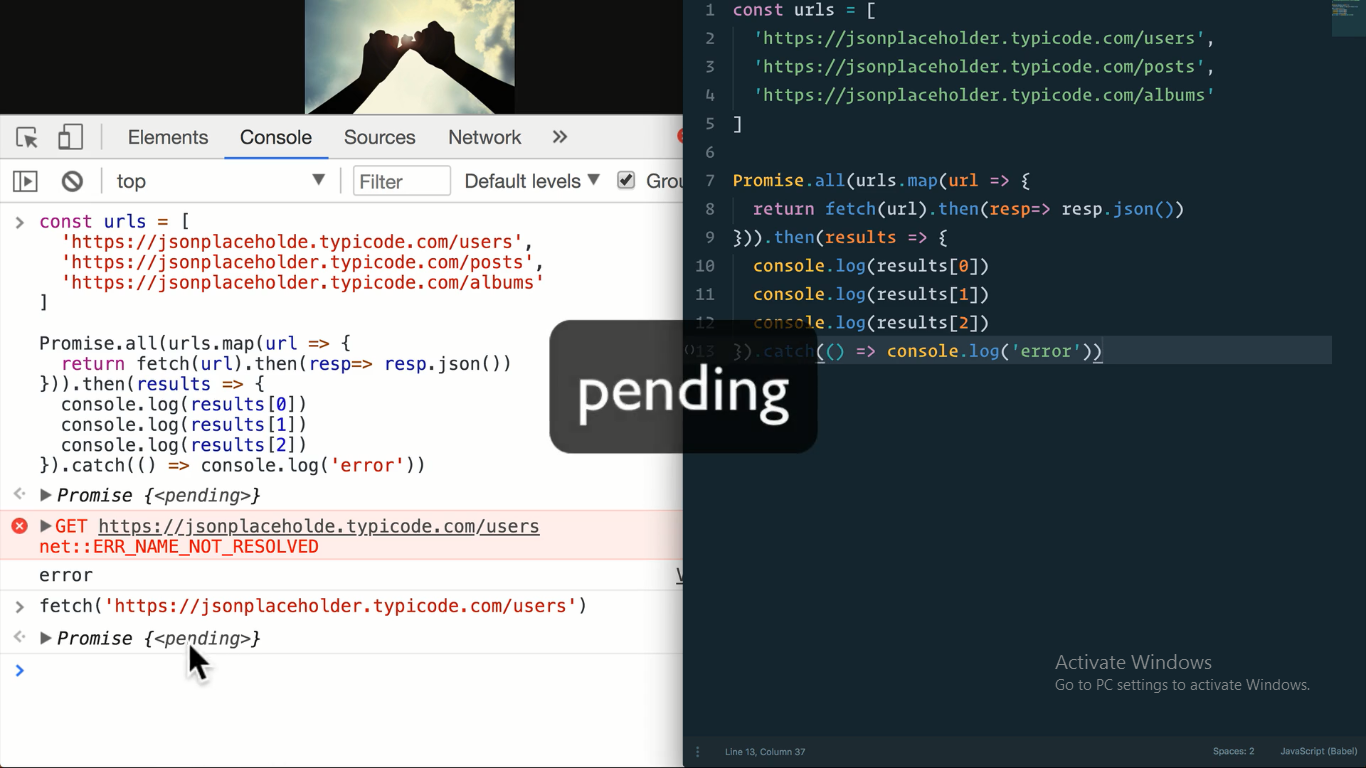 Elements Console Sources Network »
top Filter Default levels Grou
> const urls = [
'https://jsonplaceholde.typicode.com/users',
'https://jsonplaceholder.typicode.com/posts',
'https://jsonplaceholder.typicode.com/albums'
]
Promise.all(urls.map(url => {
return fetch(url).then(resp=> resp.json())
})).then(results => {
console.log(results[0])
console.log(results[1])
console.log(results[2])
}).catch(() => console.log('error'))
Promise {<pending>}
GET https://jsonplaceholde.typicode.com/users
net::ERR_NAME_NOT_RESOLVED
error
> fetch('https://jsonplaceholder.typicode.com/users')
Promise {<pending>}
>
pending
1 const urls = [
2 'https://jsonplaceholder.typicode.com/users',
3 'https://jsonplaceholder.typicode.com/posts',
4 'https://jsonplaceholder.typicode.com/albums'
5 ]
6
7 Promise.all(urls.map(url => {
8 return fetch(url).then(resp=> resp.json())
9 })).then(results => {
10 console.log(results[0])
11 console.log(results[1])
12 console.log(results[2])
13 }).catch(() => console.log('error'))
Activate Windows
Go to PC settings to activate Windows.
Line 13, Column 37 Spaces: 2 JavaScript (Babel)